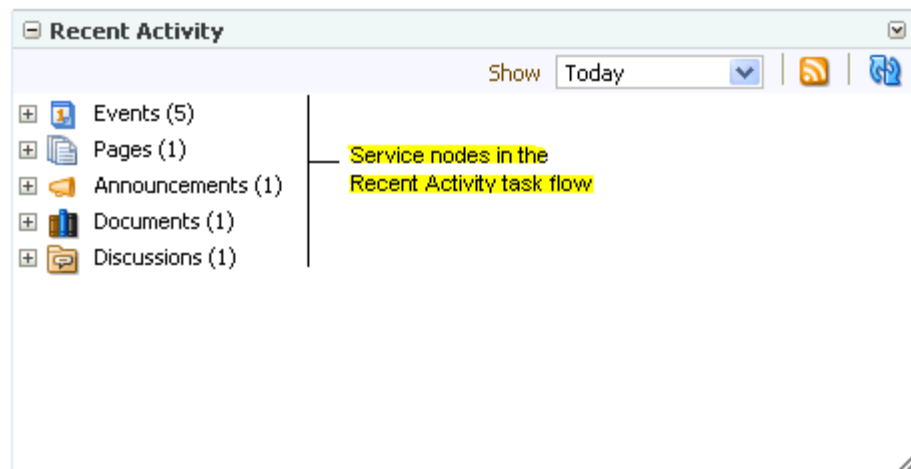 Recent Activity
Show Today
Events (5)
Pages (1)
Announcements (1)
Documents (1)
Discussions (1)
Service nodes in the
Recent Activity task flow